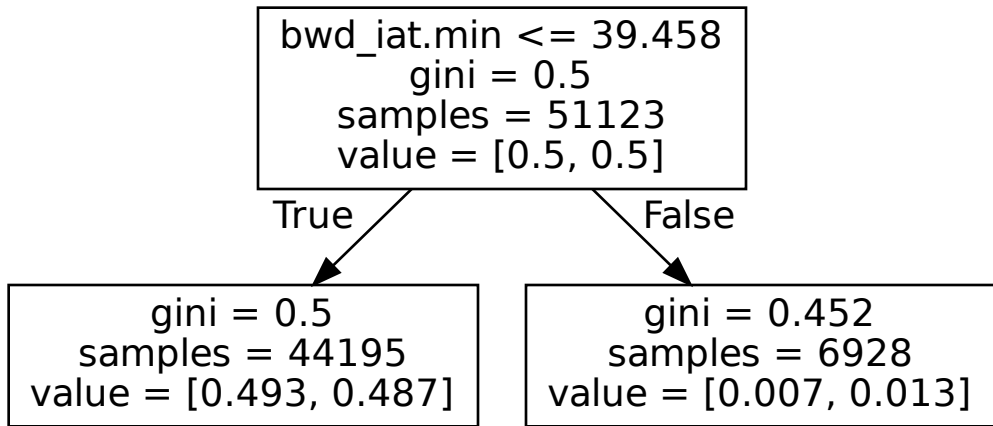 bwd_iat.min <= 39.458
gini = 0.5
samples = 51123
value = [0.5, 0.5]
True
False
gini = 0.5
samples = 44195
value = [0.493, 0.487]
gini = 0.452
samples = 6928
value = [0.007, 0.013]